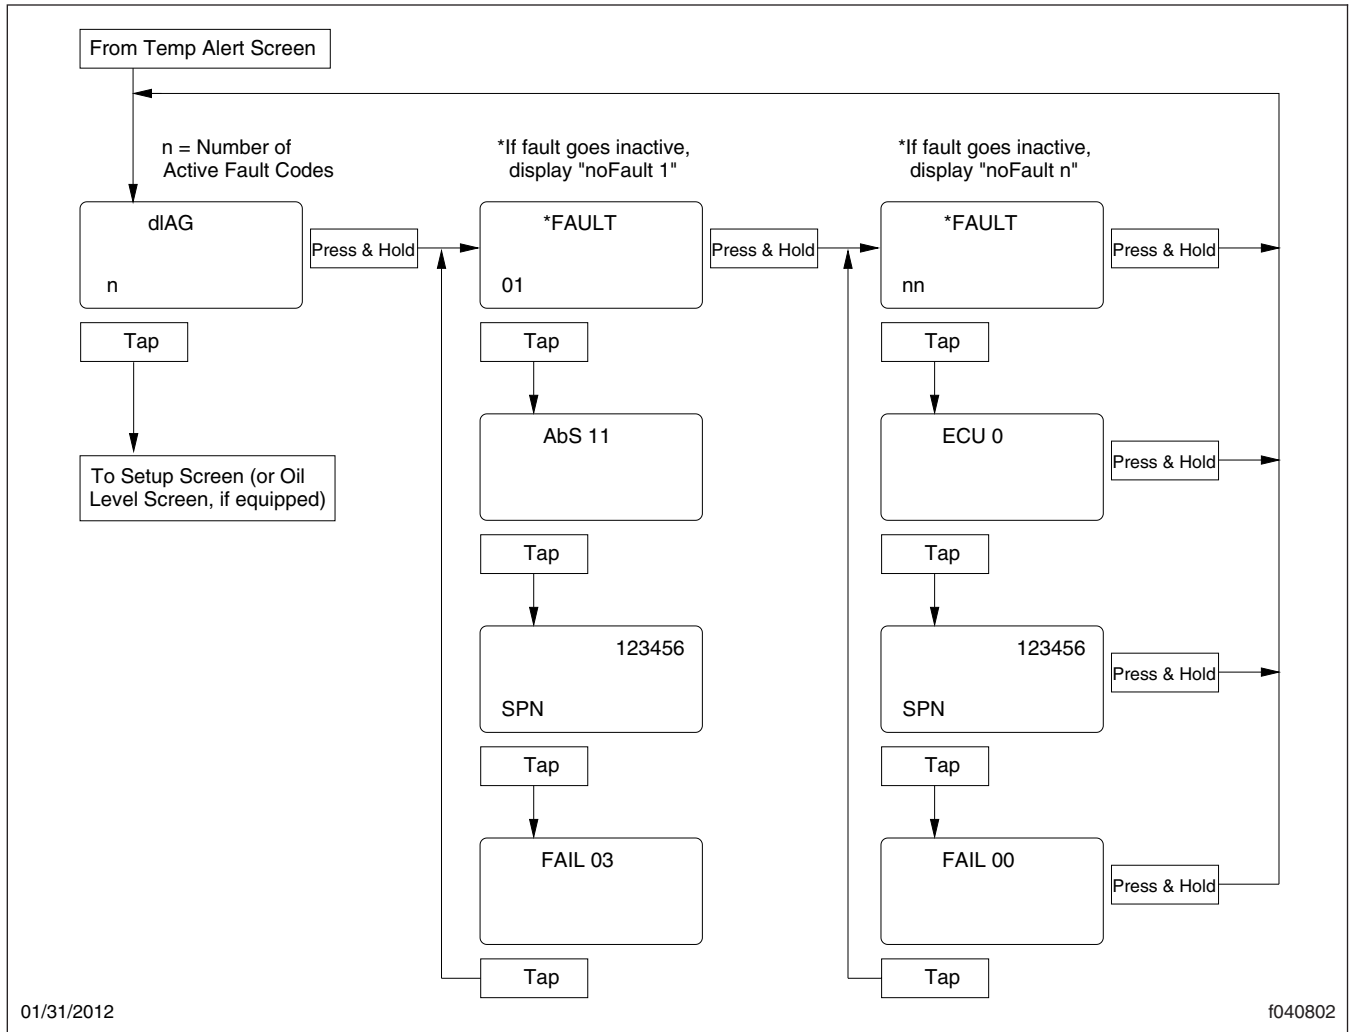 From Temp Alert Screen
n = Number of
Active Fault Codes
*If fault goes inactive,
display "noFault 1"
*If fault goes inactive,
display "noFault n"
dIAG
n
Press & Hold
*FAULT
01
Press & Hold
*FAULT
nn
Press & Hold
Tap
Tap
Tap
To Setup Screen (or Oil
Level Screen, if equipped)
AbS 11
ECU 0
Press & Hold
Tap
Tap
123456
SPN
123456
SPN
Press & Hold
Tap
Tap
FAIL 03
FAIL 00
Press & Hold
Tap
Tap
01/31/2012
f040802